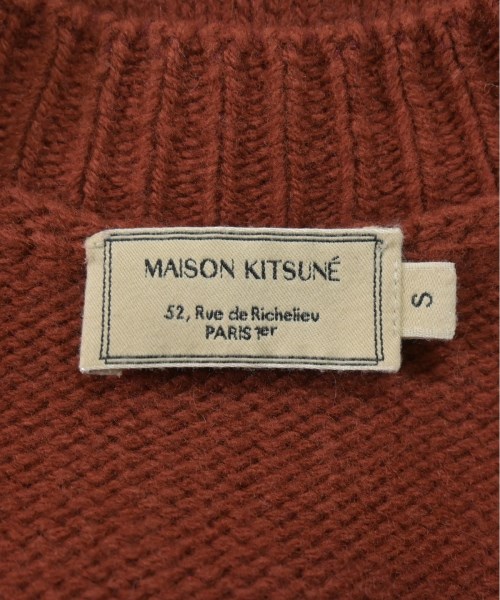 MAISON KITSUNÉ
52, Rue de Richelieu
PARIS 1er
S